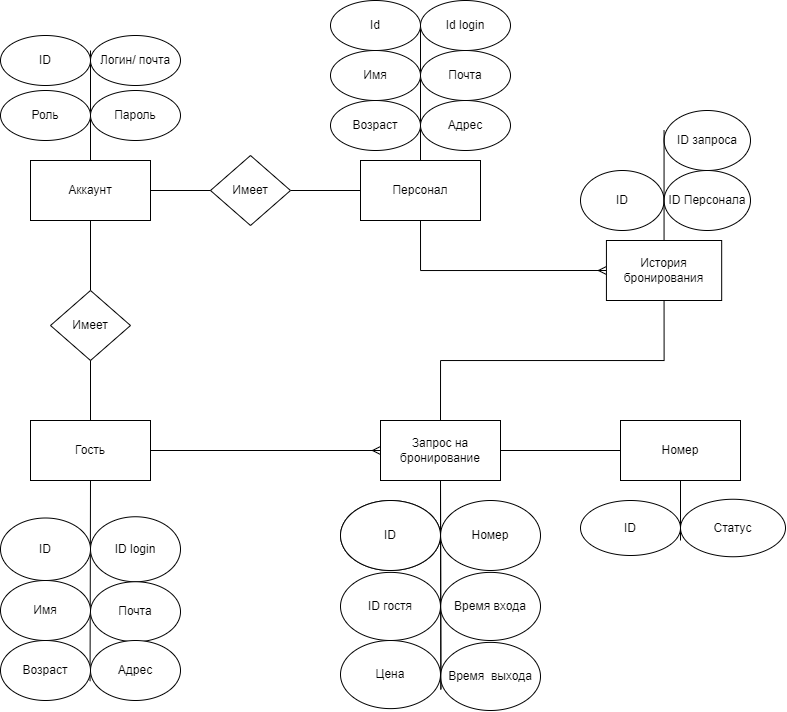 Id
Id login
Имя
Почта
Возраст
Адрес
ID
Логин/ почта
Роль
Пароль
Аккаунт
Имеет
Персонал
ID запроса
ID
ID Персонала
История
бронирования
Имеет
Гость
Запрос на
бронирование
Номер
ID
ID login
Имя
Почта
Возраст
Адрес
ID
Номер
ID гостя
Время входа
Цена
Время выхода
ID
Статус